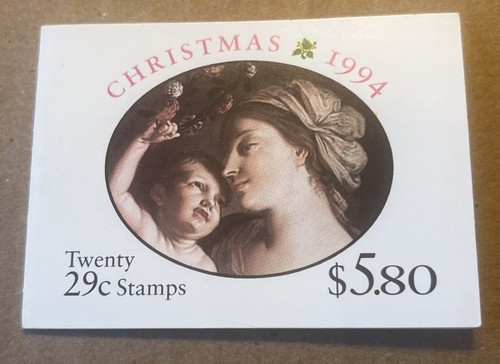 CHRISTMAS 1994
Twenty
29c Stamps
$5.80